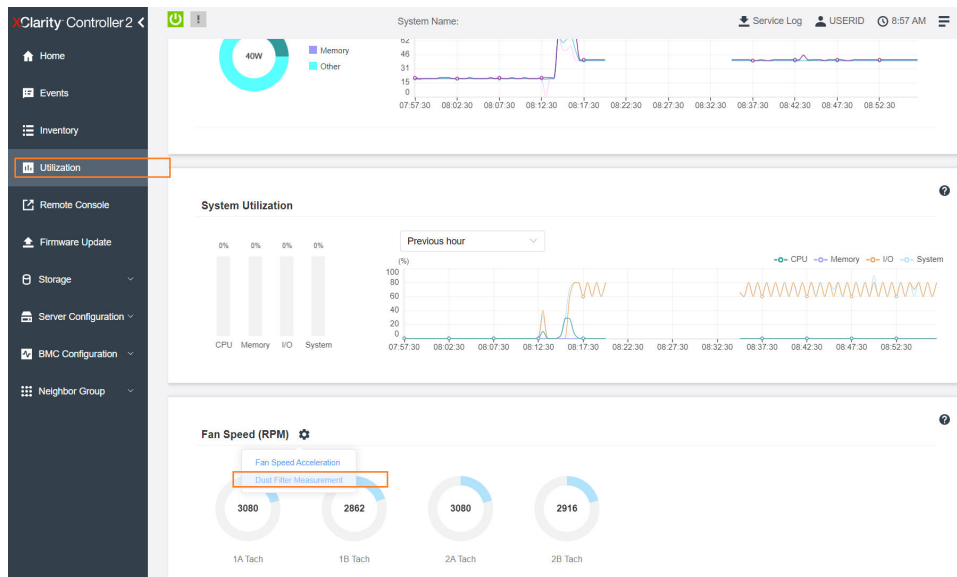 XClarity Controller 2
System Name:
Service Log
USERID
8:57 AM
Home
Events
Inventory
Utilization
Remote Console
Firmware Update
Storage
Server Configuration
BMC Configuration
Neighbor Group
40W
Memory
Other
62
46
31
15
0
07:57:30 08:02:30 08:07:30 08:12:30 08:17:30 08:22:30 08:27:30 08:32:30 08:37:30 08:42:30 08:47:30 08:52:30
System Utilization
0% 0% 0% 0%
CPU Memory I/O System
Previous hour
(%)
CPU Memory I/O System
100
80
60
40
20
0
07:57:30 08:02:30 08:07:30 08:12:30 08:17:30 08:22:30 08:27:30 08:32:30 08:37:30 08:42:30 08:47:30 08:52:30
Fan Speed (RPM)
Fan Speed Acceleration
Dust Filter Measurement
3080 2862 3080 2916
1A Tach 1B Tach 2A Tach 2B Tach